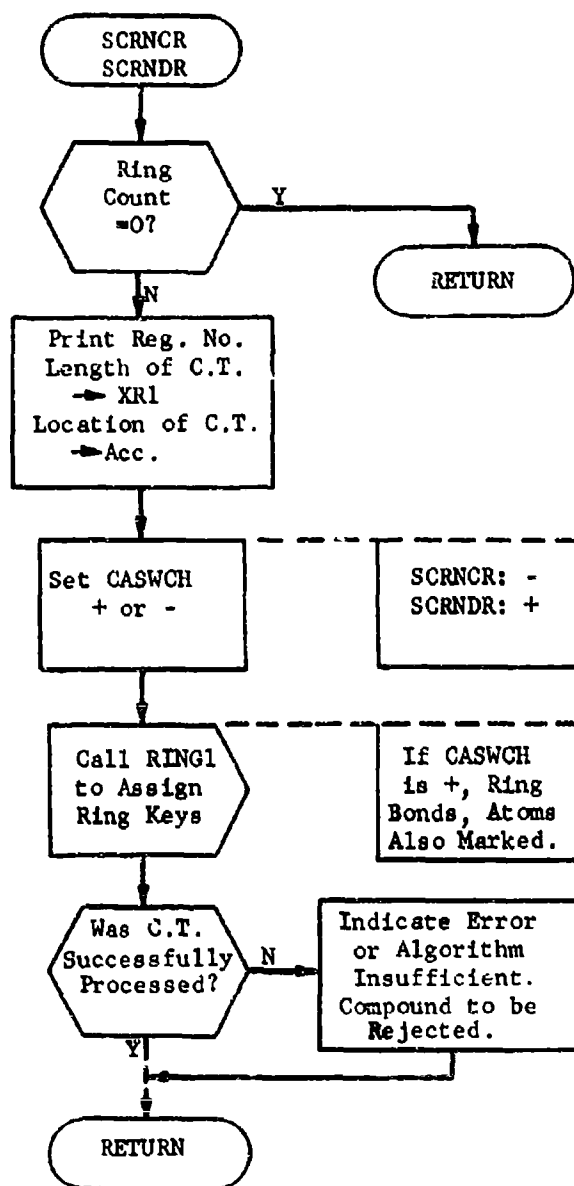 SCRNCR
SCRNDR
Ring
Count
=0?
Y
RETURN
N
Print Reg. No.
Length of C.T.
→ XR1
Location of C.T.
→ Acc.
Set CASWCH
+ or -
SCRNCR: -
SCRNDR: +
Call RING1
to Assign
Ring Keys
If CASWCH
is +, Ring
Bonds, Atoms
Also Marked.
Was C.T.
Successfully
Processed?
N
Indicate Error
or Algorithm
Insufficient.
Compound to be
Rejected.
Y
RETURN